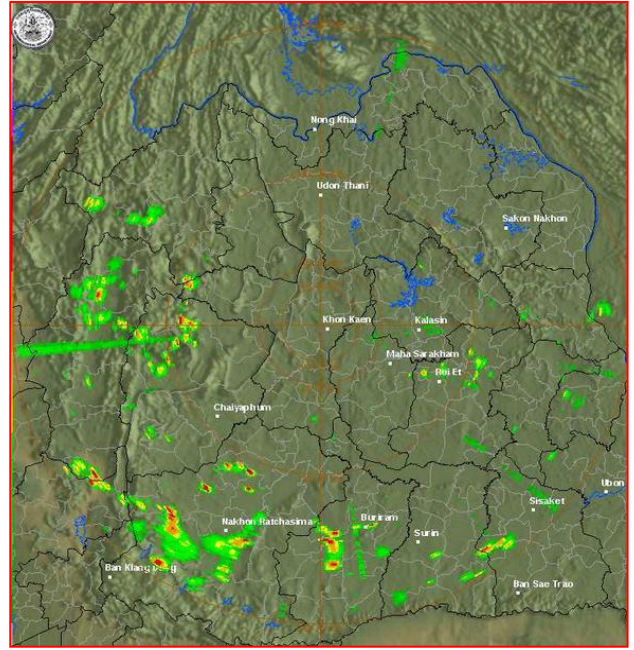 Nong Khai
Udon Thani
Sakon Nakhon
Khon Kaen
Kalasin
Maha Sarakham
Roi Et
Chaiyaphum
Ubon
Sisaket
Buriram
Nakhon Ratchasima
Surin
Ban Sae Trao